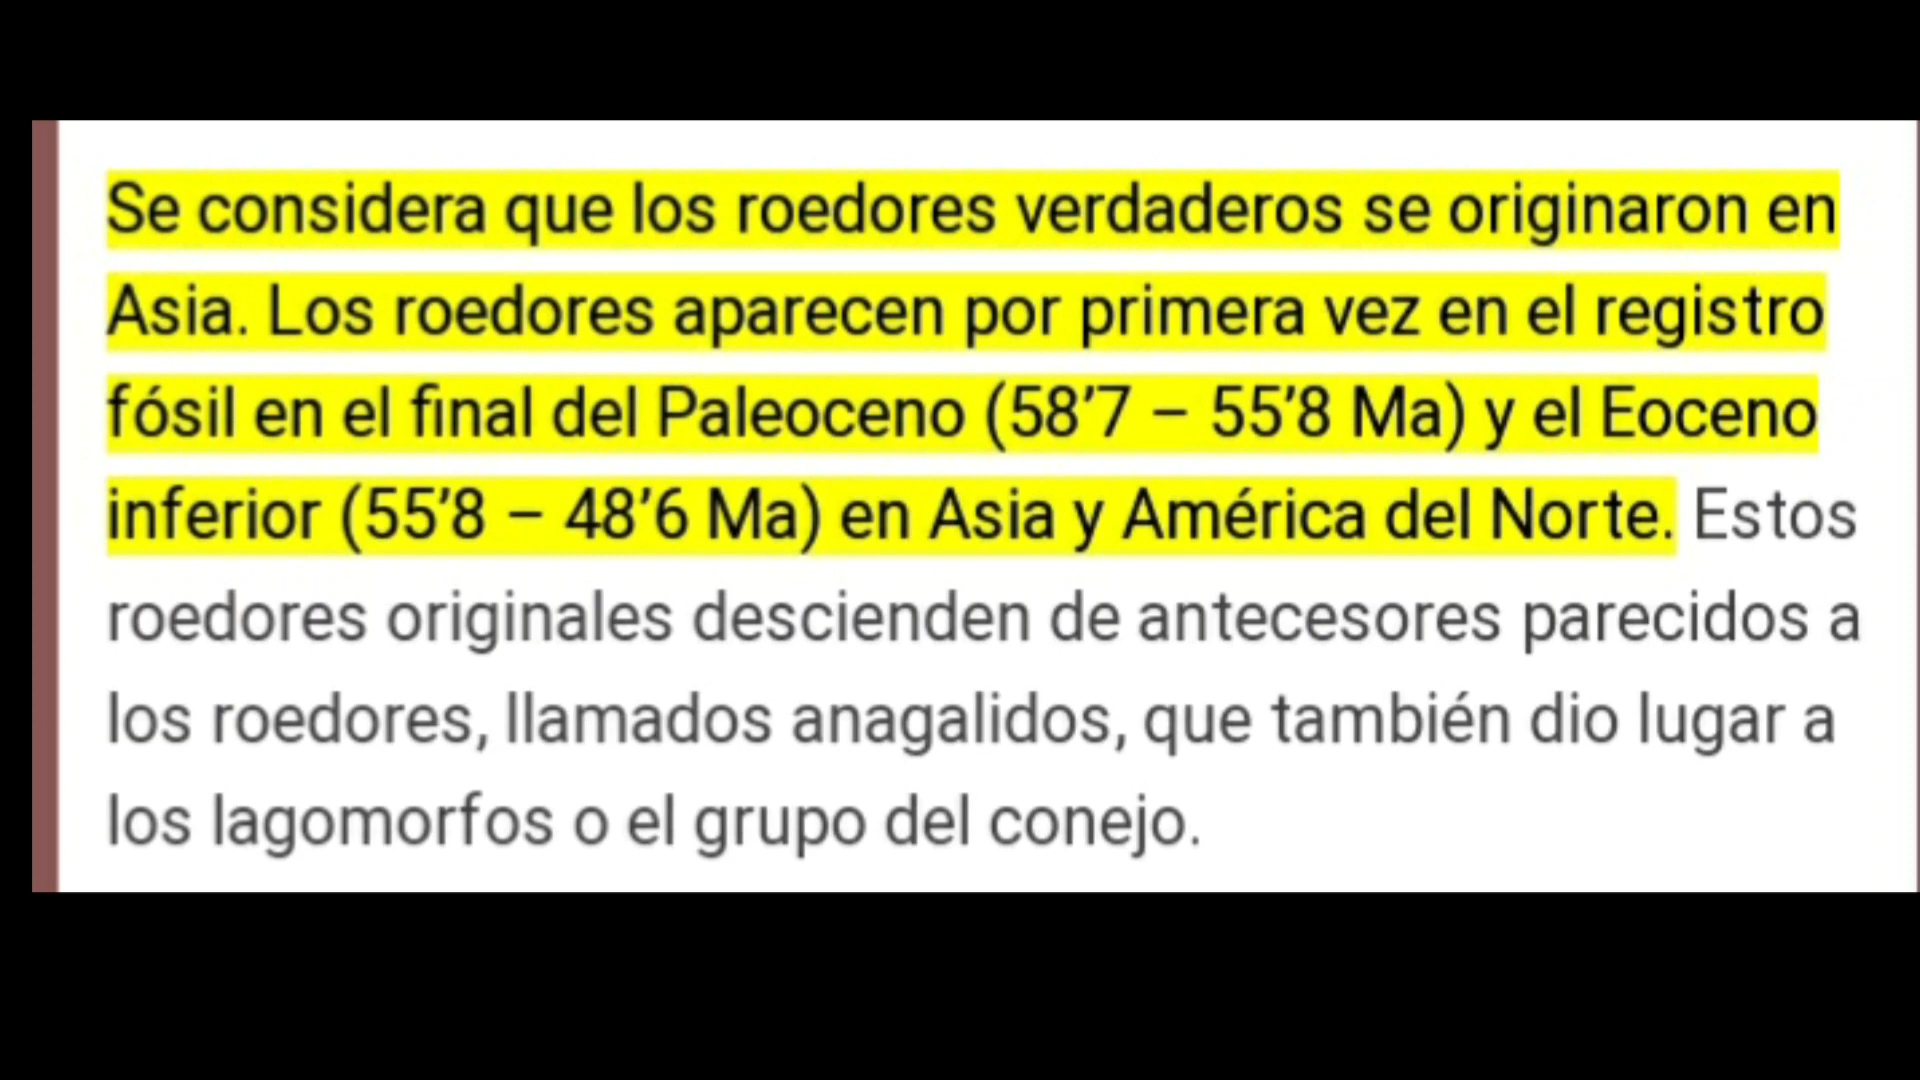 Se considera que los roedores verdaderos se originaron en
Asia. Los roedores aparecen por primera vez en el registro
fósil en el final del Paleoceno (58’7 – 55’8 Ma) y el Eoceno
inferior (55’8 – 48’6 Ma) en Asia y América del Norte. Estos
roedores originales descienden de antecesores parecidos a
los roedores, llamados anagalidos, que también dio lugar a
los lagomorfos o el grupo del conejo.